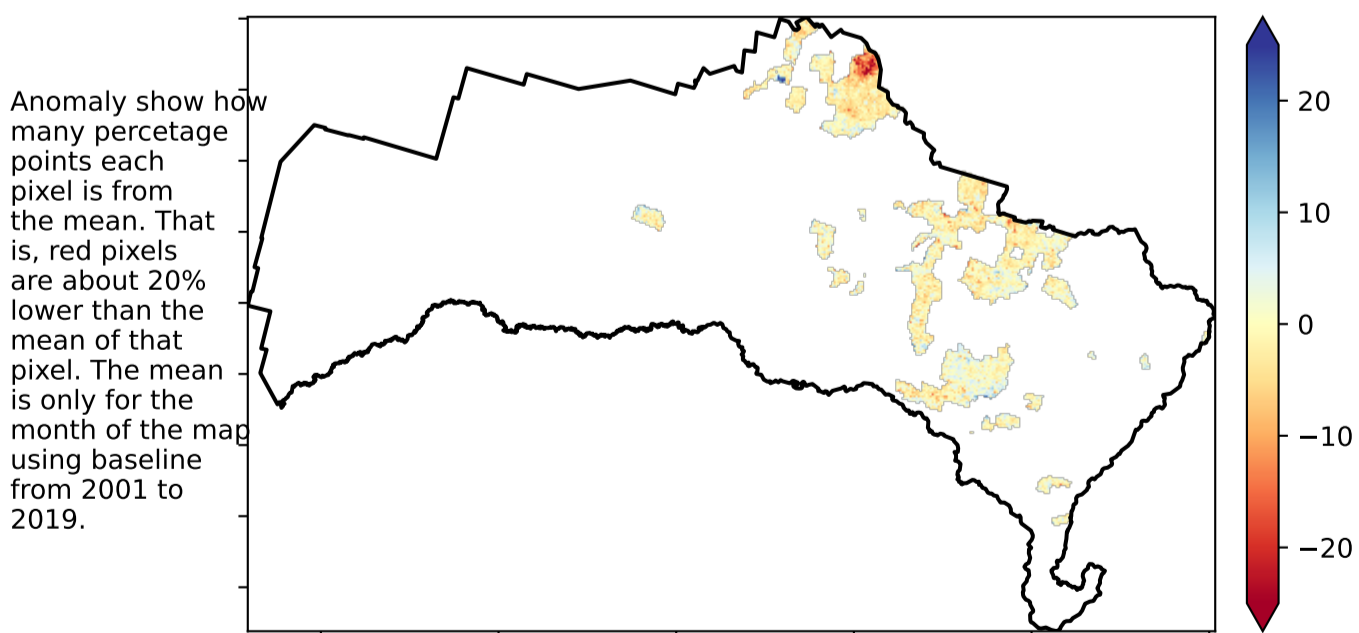 Anomaly show how
many percetage
points each
pixel is from
the mean. That
is, red pixels
are about 20%
lower than the
mean of that
pixel. The mean
is only for the
month of the map
using baseline
from 2001 to
2019.
20
10
0
−10
−20